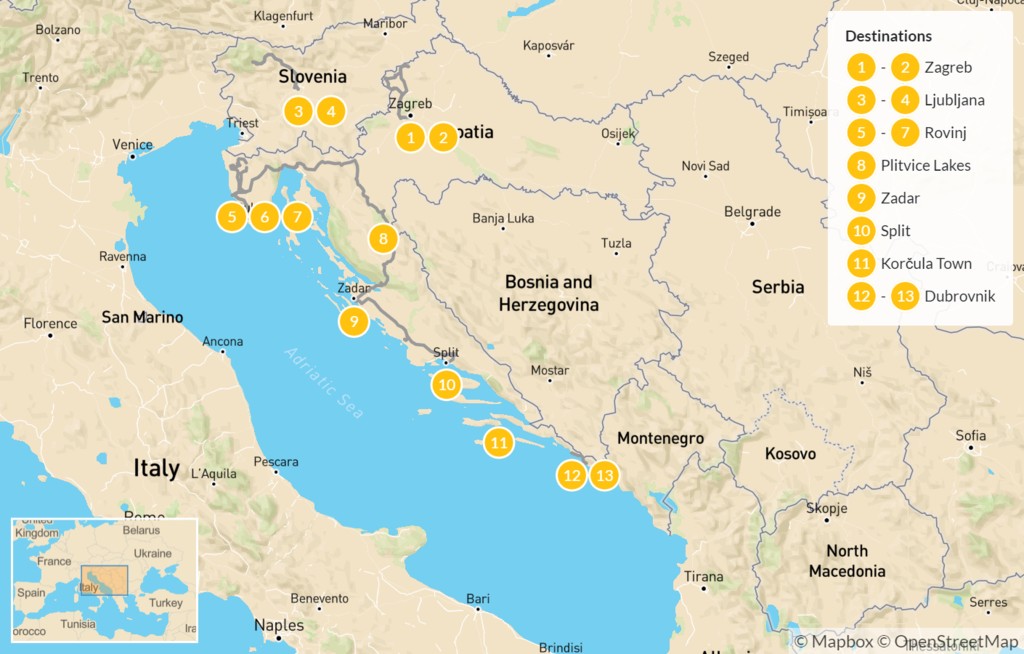 Cluj-Napoca
Klagenfurt
Maribor
Bolzano
Kaposvár
Szeged
Trento
Slovenia
Zagreb
Timișoara
Triest
3
4
1
2
Croatia
Osijek
Venice
Novi Sad
5
6
7
8
Banja Luka
Belgrade
Tuzla
Ravenna
Zadar
Bosnia and
Herzegovina
Serbia
San Marino
9
Florence
Ancona
Split
Adriatic Sea
Mostar
Niš
10
11
Montenegro
Kosovo
Sofia
Italy
L'Aquila
Pescara
12
13
Rome
Skopje
North
Macedonia
Tirana
Benevento
Bari
Serres
Naples
Brindisi
Destinations
1 - 2 Zagreb
3 - 4 Ljubljana
5 - 7 Rovinj
8 Plitvice Lakes
9 Zadar
10 Split
11 Korčula Town
12 - 13 Dubrovnik
United
Kingdom
Belarus
Ukraine
France
Italy
Spain
Turkey
Tunisia
© Mapbox © OpenStreetMap